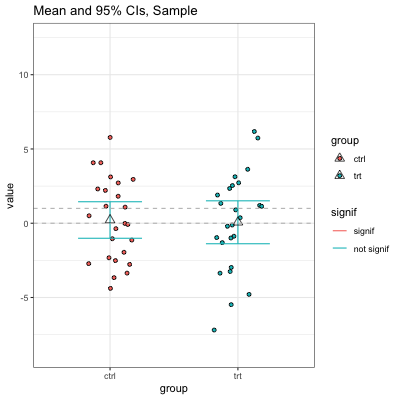 Mean and 95% CIs, Sample
10
5
0
-5
value
ctrl
trt
group
group
ctrl
trt
signif
signif
not signif